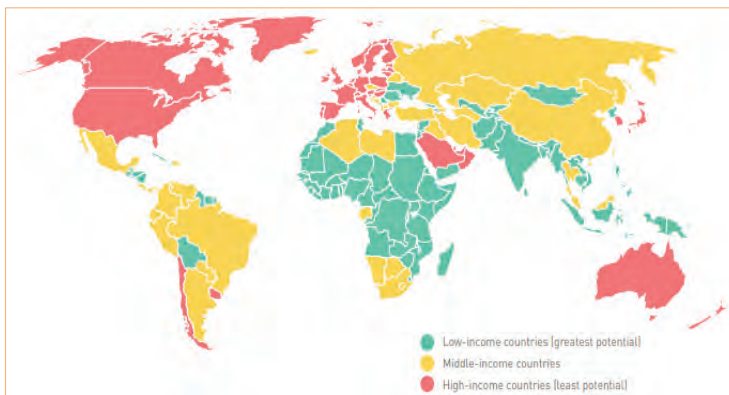 Low-income countries (greatest potential)
Middle-income countries
High-income countries (least potential)